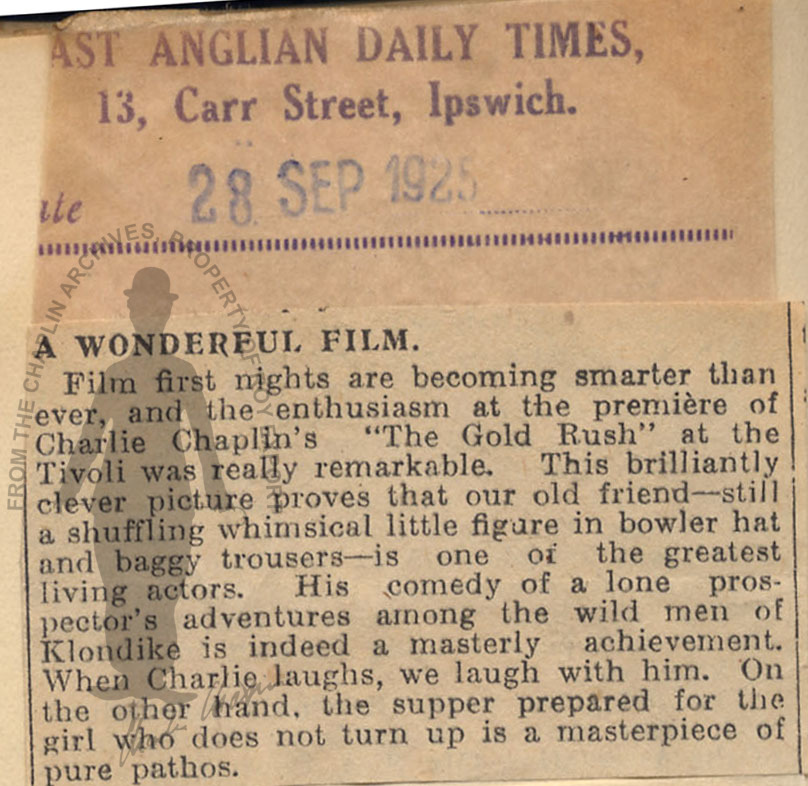 AST ANGLIAN DAILY TIMES,
13, Carr Street, Ipswich.
ate 28 SEP 1925
A WONDERFUL FILM.
Film first nights are becoming smarter than
ever, and the enthusiasm at the première of
Charlie Chaplin's "The Gold Rush" at the
Tivoli was really remarkable. This brilliantly
clever picture proves that our old friend—still
a shuffling whimsical little figure in bowler hat
and baggy trousers—is one of the greatest
living actors. His comedy of a lone pros-
pector's adventures among the wild men of
Klondike is indeed a masterly achievement.
When Charlie laughs, we laugh with him. On
the other hand, the supper prepared for the
girl who does not turn up is a masterpiece of
pure pathos.
FROM THE CHAPLIN ARCHIVES, PROPERTY OF ROY